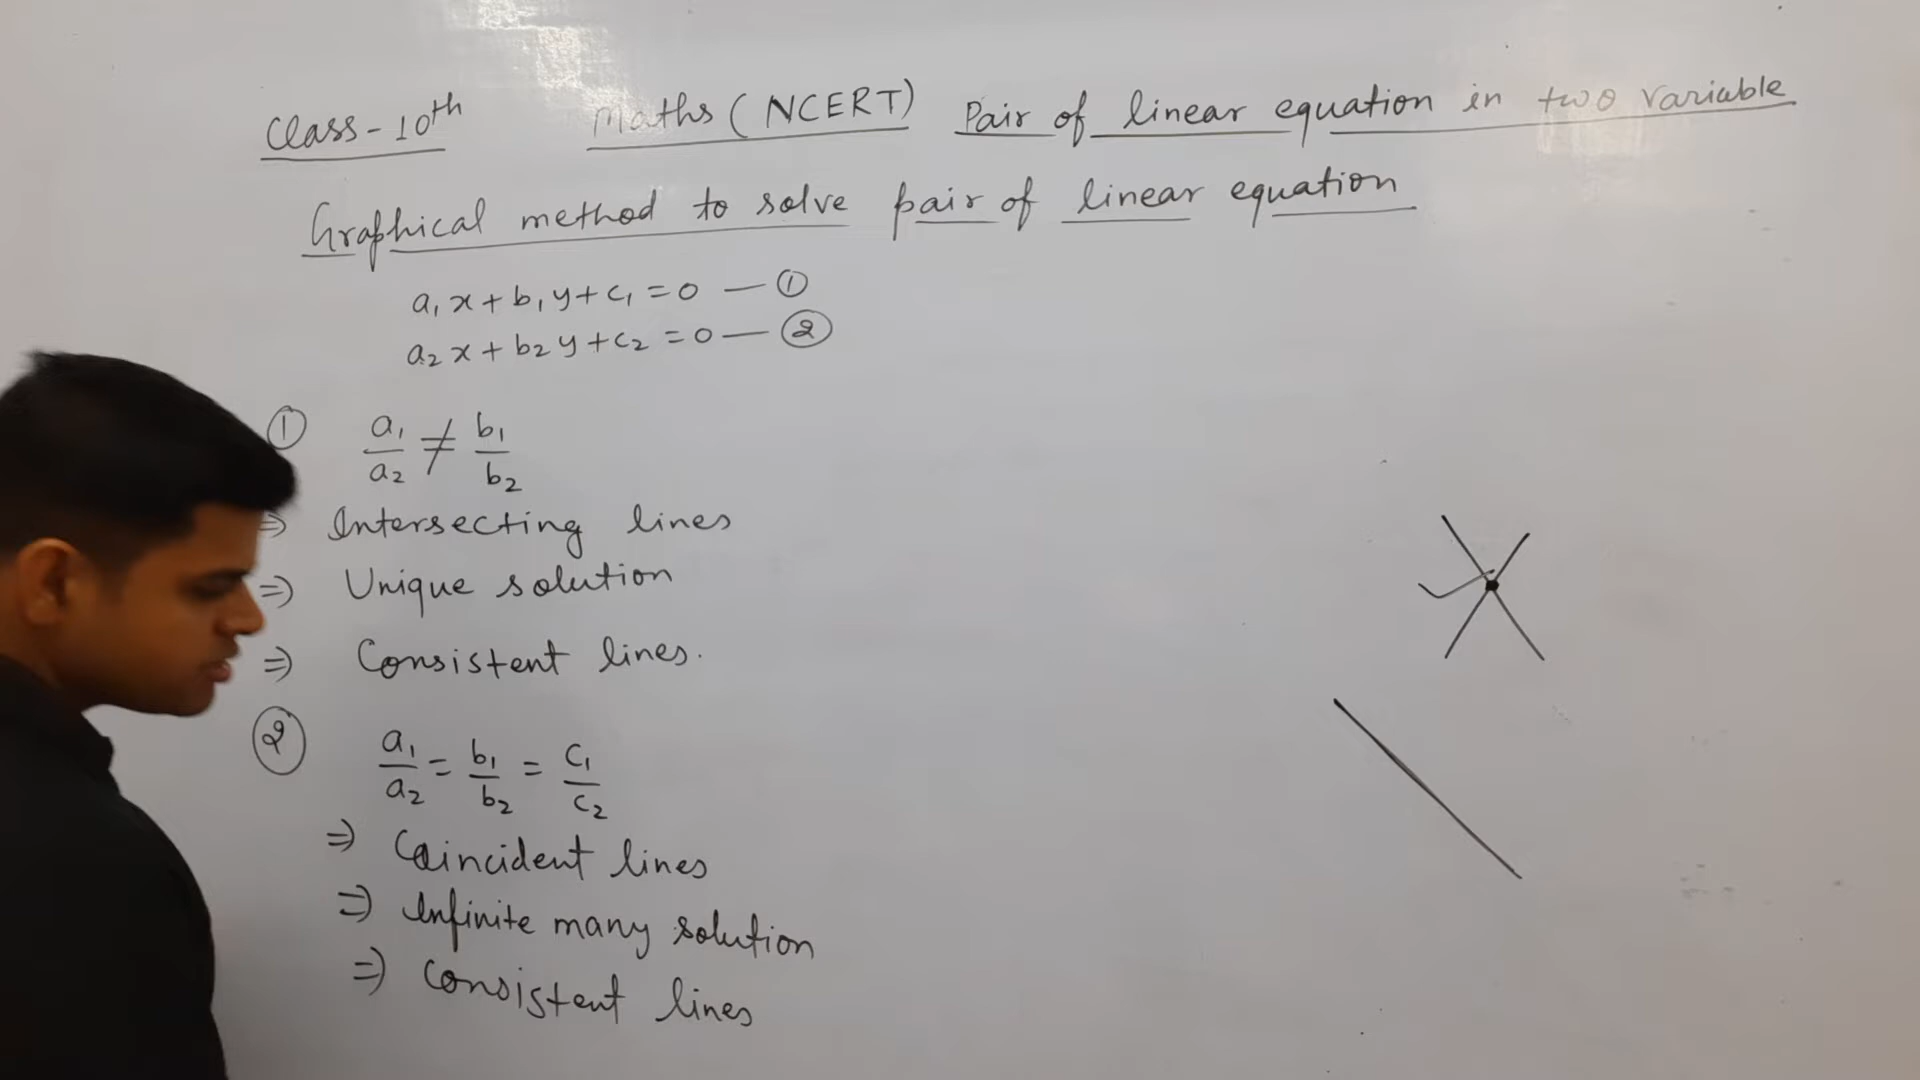 Class-10th Maths (NCERT) Pair of linear equation in two variable
Graphical method to solve pair of linear equation
a₁x + b₁y + c₁ = 0 — ①
a₂x + b₂y + c₂ = 0 — ②
① a₁/a₂ ≠ b₁/b₂
⇒ Intersecting lines
⇒ Unique solution
⇒ Consistent lines.
② a₁/a₂ = b₁/b₂ = c₁/c₂
⇒ Coincident lines
⇒ Infinite many solution
⇒ Consistent lines